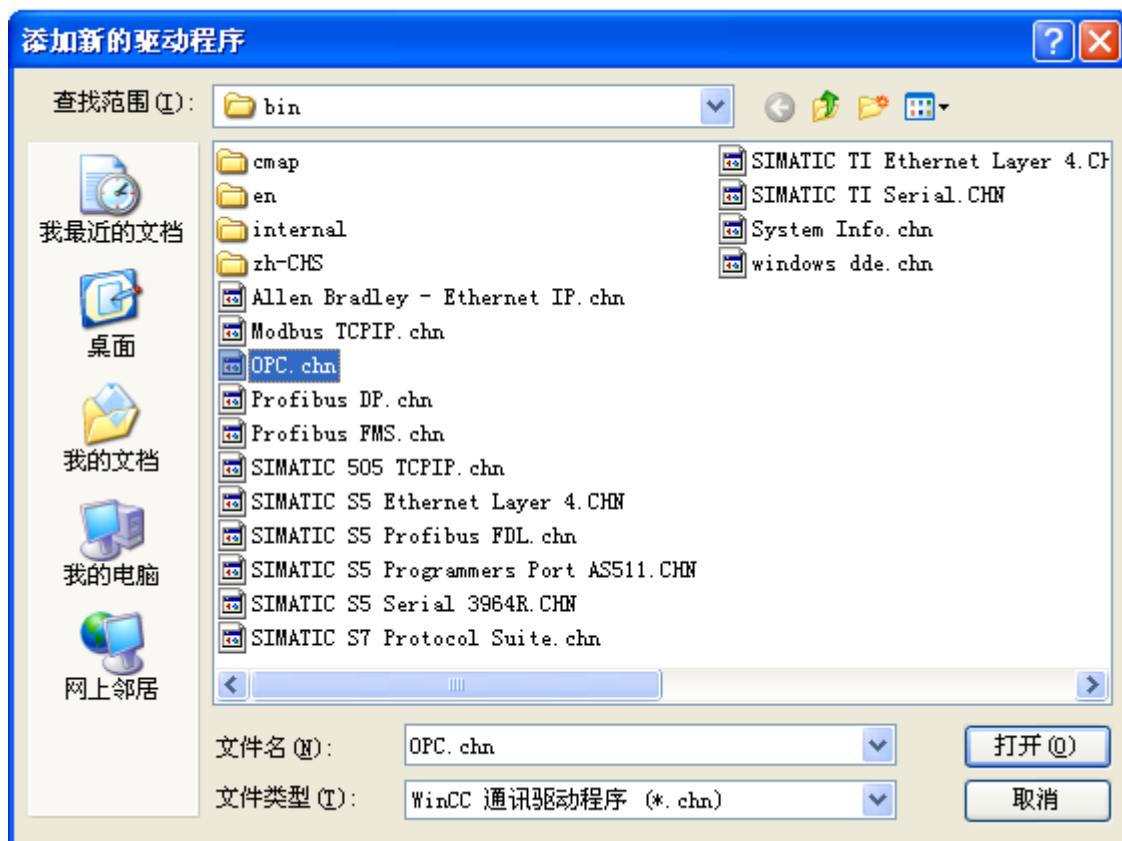 添加新的驱动程序
查找范围(I):
bin
我最近的文档
桌面
我的文档
我的电脑
网上邻居
cmap
en
internal
zh-CHS
Allen Bradley - Ethernet IP.chn
Modbus TCPIP.chn
OPC.chn
Profibus DP.chn
Profibus FMS.chn
SIMATIC 505 TCPIP.chn
SIMATIC S5 Ethernet Layer 4.CHN
SIMATIC S5 Profibus FDL.chn
SIMATIC S5 Programmers Port AS511.CHN
SIMATIC S5 Serial 3964R.CHN
SIMATIC S7 Protocol Suite.chn
SIMATIC TI Ethernet Layer 4.CH
SIMATIC TI Serial.CHN
System Info.chn
windows dde.chn
文件名(N):
OPC.chn
打开(O)
文件类型(T):
WinCC 通讯驱动程序 (*.chn)
取消